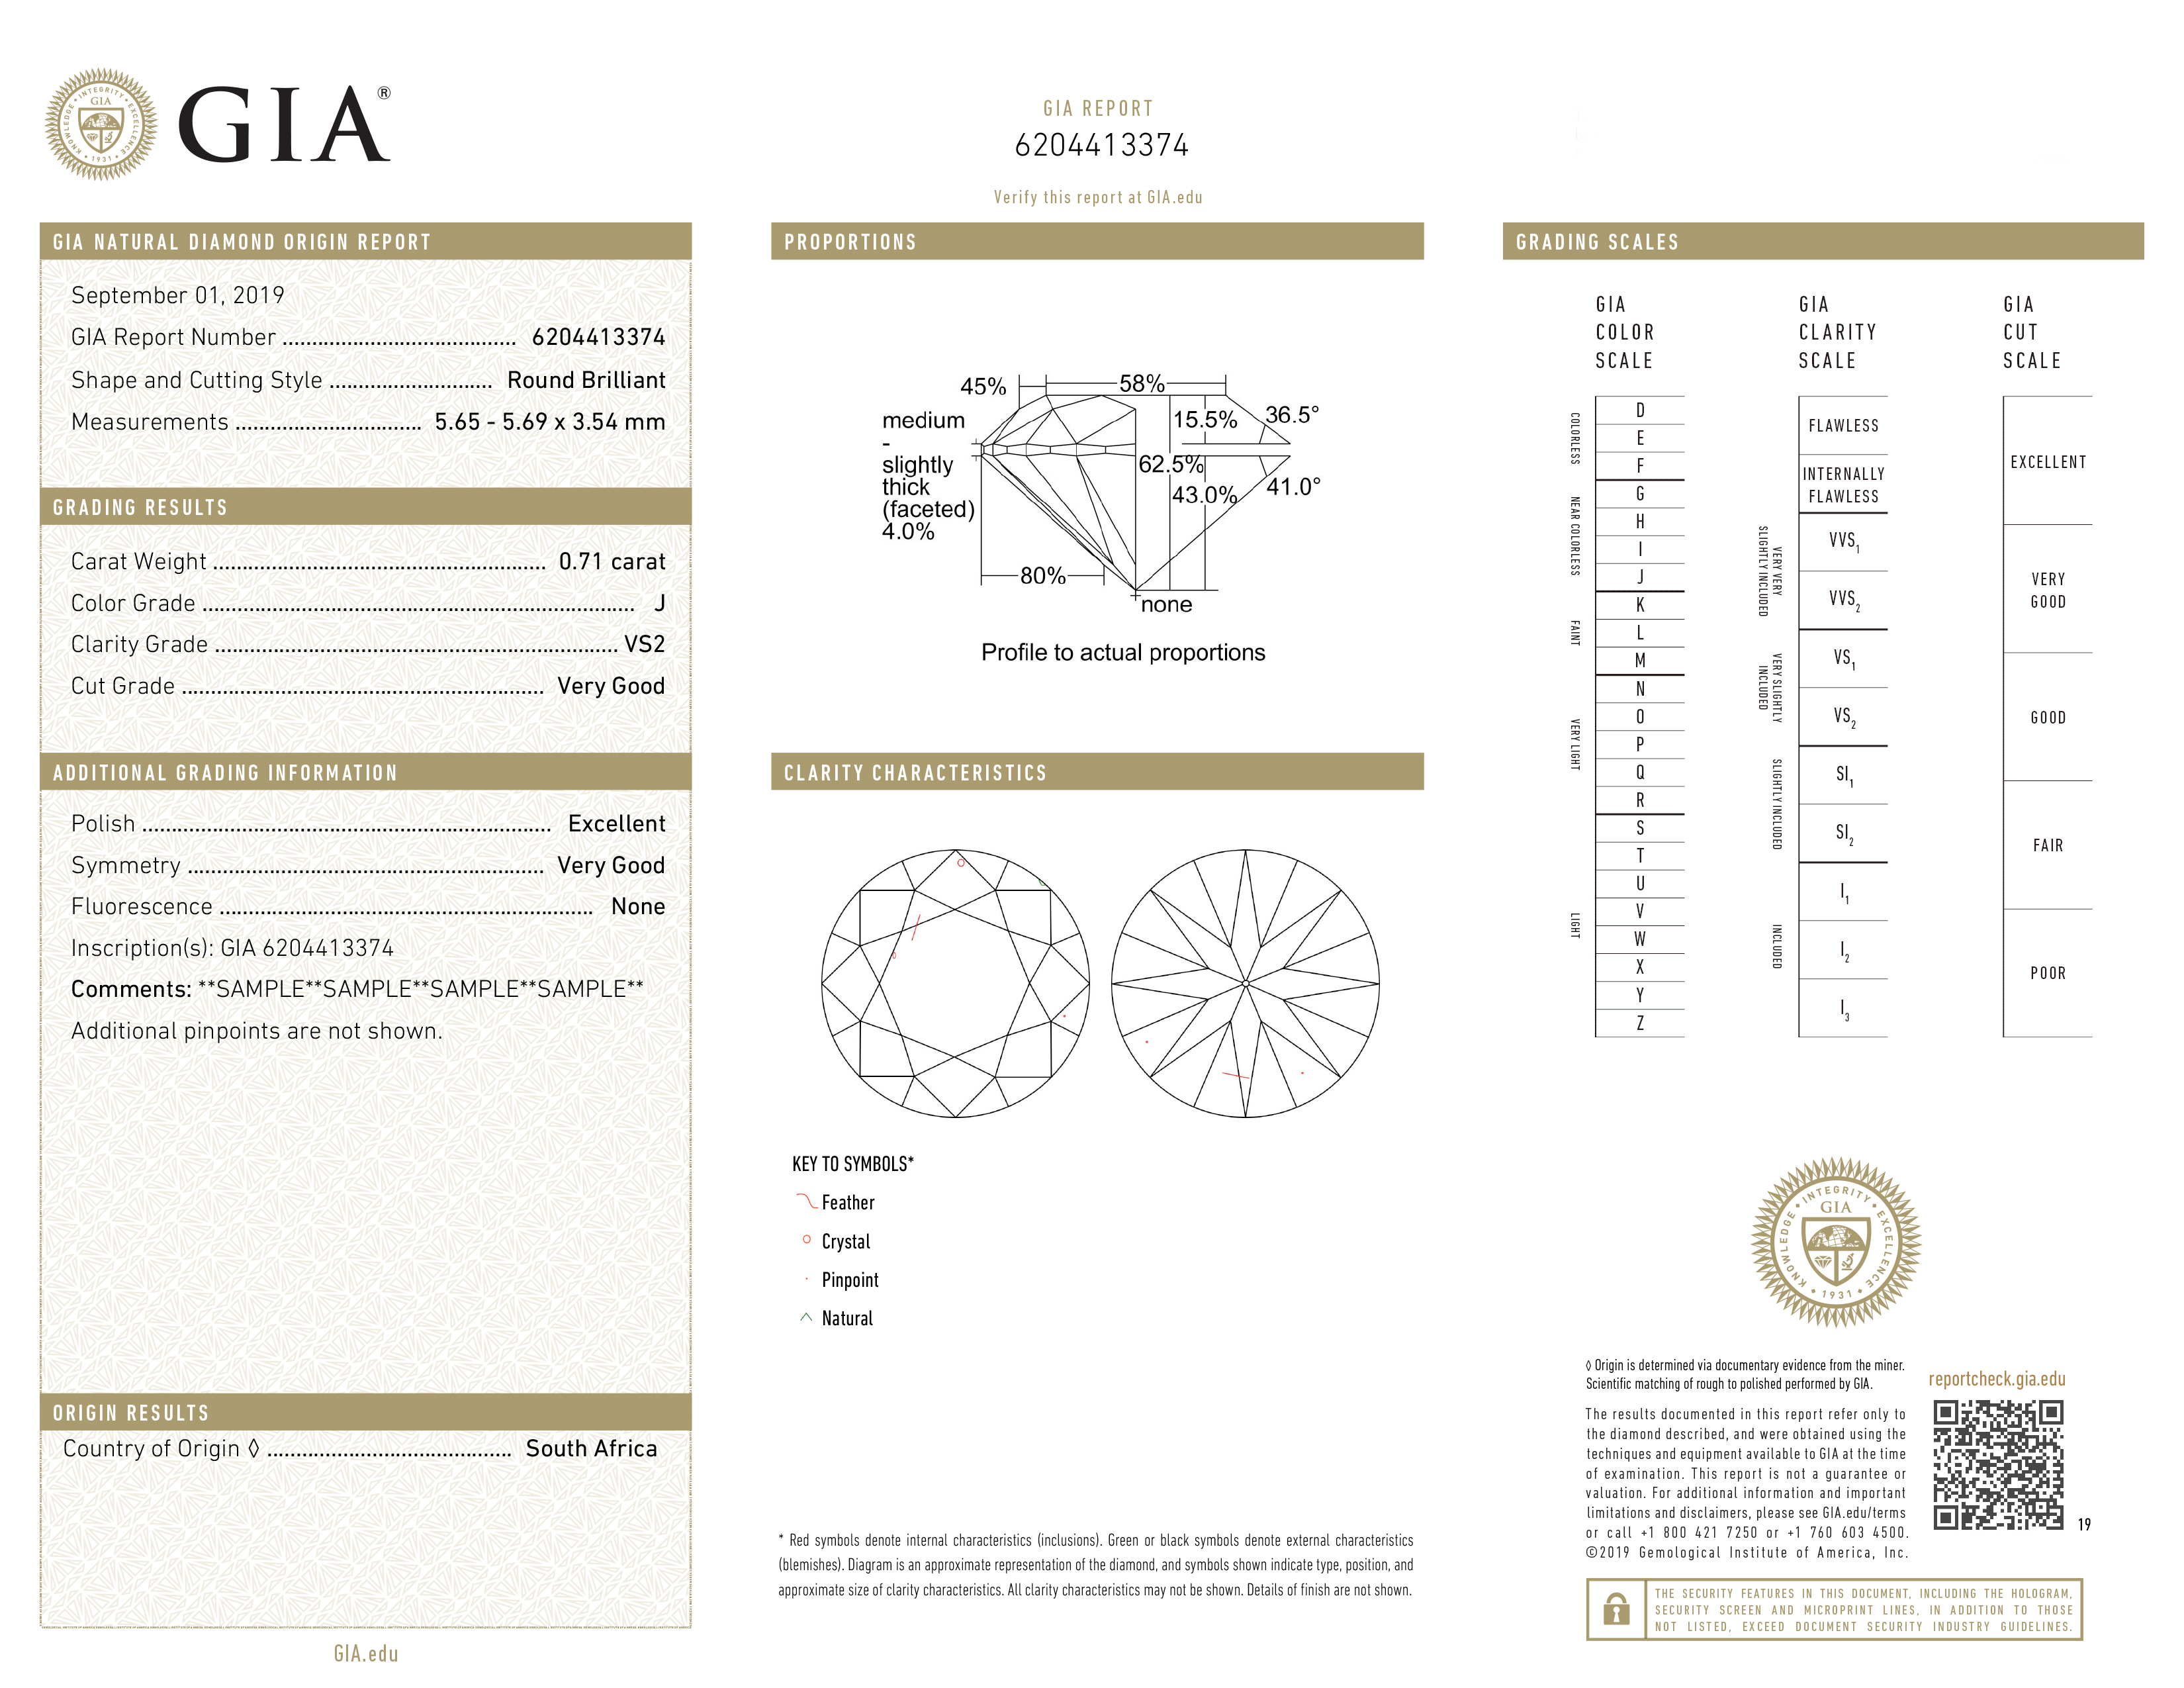 GIA®
KNOWLEDGE • INTEGRITY • EXCELLENCE
GIA
• 1931 •
GIA REPORT
6204413374
Verify this report at GIA.edu
GIA NATURAL DIAMOND ORIGIN REPORT
September 01, 2019
GIA Report Number ........................................ 6204413374
Shape and Cutting Style ............................ Round Brilliant
Measurements ................................ 5.65 - 5.69 x 3.54 mm
GRADING RESULTS
Carat Weight ......................................................... 0.71 carat
Color Grade .......................................................................... J
Clarity Grade ..................................................................... VS2
Cut Grade .............................................................. Very Good
ADDITIONAL GRADING INFORMATION
Polish ...................................................................... Excellent
Symmetry ............................................................. Very Good
Fluorescence ................................................................ None
Inscription(s): GIA 6204413374
Comments: **SAMPLE**SAMPLE**SAMPLE**SAMPLE**
Additional pinpoints are not shown.
ORIGIN RESULTS
Country of Origin ◊ .......................................... South Africa
GIA.edu
PROPORTIONS
45%
58%
medium
-
slightly
thick
(faceted)
4.0%
15.5%
36.5°
62.5%
43.0%
41.0°
80%
none
Profile to actual proportions
CLARITY CHARACTERISTICS
KEY TO SYMBOLS*
Feather
Crystal
Pinpoint
Natural
* Red symbols denote internal characteristics (inclusions). Green or black symbols denote external characteristics
(blemishes). Diagram is an approximate representation of the diamond, and symbols shown indicate type, position, and
approximate size of clarity characteristics. All clarity characteristics may not be shown. Details of finish are not shown.
GRADING SCALES
GIA
COLOR
SCALE
COLORLESS
D
E
F
NEAR COLORLESS
G
H
I
J
FAINT
K
L
M
VERY LIGHT
N
O
P
Q
R
LIGHT
S
T
U
V
W
X
Y
Z
GIA
CLARITY
SCALE
FLAWLESS
INTERNALLY
FLAWLESS
VERY VERY
SLIGHTLY INCLUDED
VVS1
VVS2
VERY SLIGHTLY
INCLUDED
VS1
VS2
SLIGHTLY INCLUDED
SI1
SI2
INCLUDED
I1
I2
I3
GIA
CUT
SCALE
EXCELLENT
VERY
GOOD
GOOD
FAIR
POOR
KNOWLEDGE • INTEGRITY • EXCELLENCE
GIA
• 1931 •
◊ Origin is determined via documentary evidence from the miner.
Scientific matching of rough to polished performed by GIA.
The results documented in this report refer only to
the diamond described, and were obtained using the
techniques and equipment available to GIA at the time
of examination. This report is not a guarantee or
valuation. For additional information and important
limitations and disclaimers, please see GIA.edu/terms
or call +1 800 421 7250 or +1 760 603 4500.
©2019 Gemological Institute of America, Inc.
reportcheck.gia.edu
19
THE SECURITY FEATURES IN THIS DOCUMENT, INCLUDING THE HOLOGRAM,
SECURITY SCREEN AND MICROPRINT LINES, IN ADDITION TO THOSE
NOT LISTED, EXCEED DOCUMENT SECURITY INDUSTRY GUIDELINES.